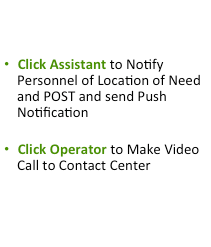 • Click Assistant to Notify
Personnel of Location of Need
and POST and send Push
Notification
• Click Operator to Make Video
Call to Contact Center